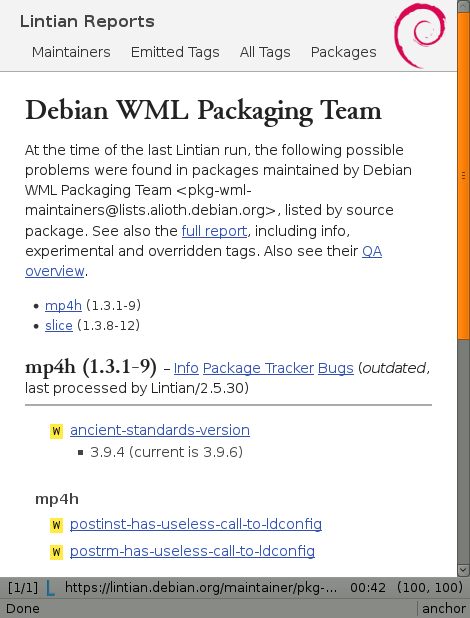 Lintian Reports
Maintainers Emitted Tags All Tags Packages
Debian WML Packaging Team
At the time of the last Lintian run, the following possible
problems were found in packages maintained by Debian
WML Packaging Team <pkg-wml-
maintainers@lists.alioth.debian.org>, listed by source
package. See also the full report, including info,
experimental and overridden tags. Also see their QA
overview.
• mp4h (1.3.1-9)
• slice (1.3.8-12)
mp4h (1.3.1-9) – Info Package Tracker Bugs (outdated,
last processed by Lintian/2.5.30)
W ancient-standards-version
▪ 3.9.4 (current is 3.9.6)
mp4h
W postinst-has-useless-call-to-ldconfig
W postrm-has-useless-call-to-ldconfig
[1/1] https://lintian.debian.org/maintainer/pkg-... 00:42 (100, 100)
Done anchor